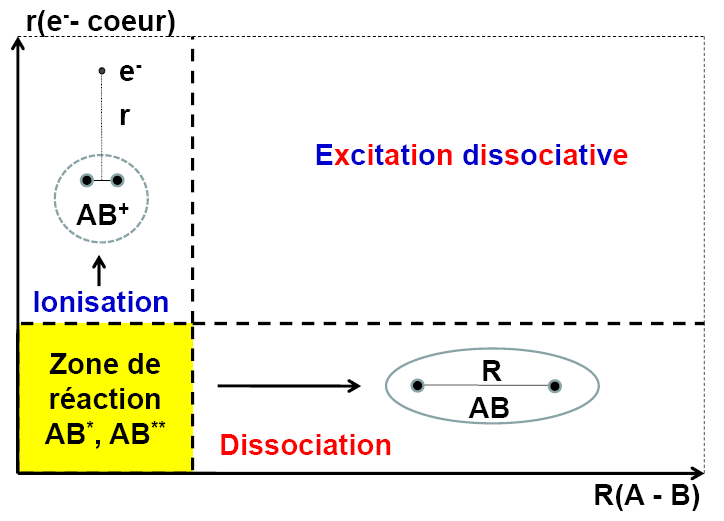 r(e⁻- coeur)
e⁻
r
AB⁺
Excitation dissociative
Ionisation
Zone de
réaction
AB*, AB**
R
AB
Dissociation
R(A - B)